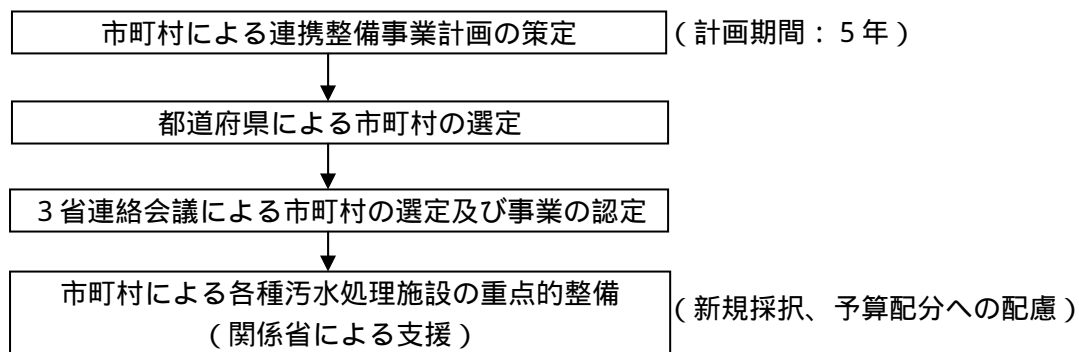 市町村による連携整備事業計画の策定 (計画期間:5年)
都道府県による市町村の選定
3省連絡会議による市町村の選定及び事業の認定
市町村による各種汚水処理施設の重点的整備
(関係省による支援)
(新規採択、予算配分への配慮)